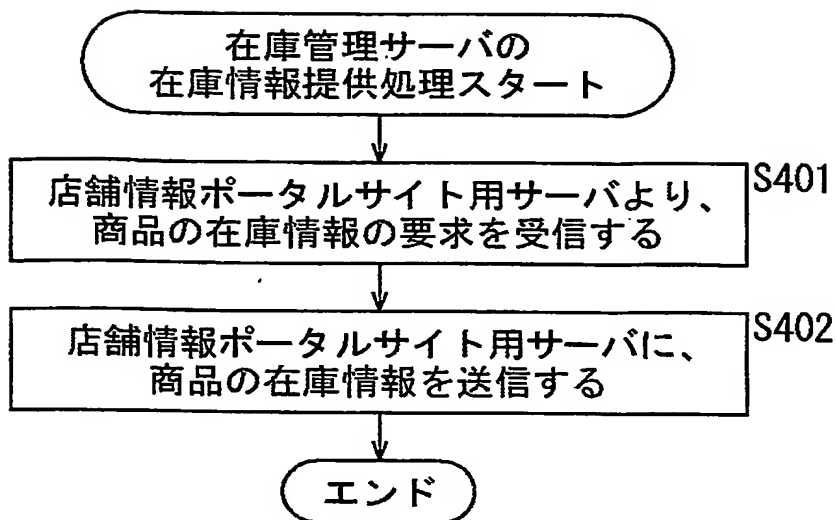 在庫管理サーバの
在庫情報提供処理スタート
店舗情報ポータルサイト用サーバより、
商品の在庫情報の要求を受信する
S401
店舗情報ポータルサイト用サーバに、
商品の在庫情報を送信する
S402
エンド